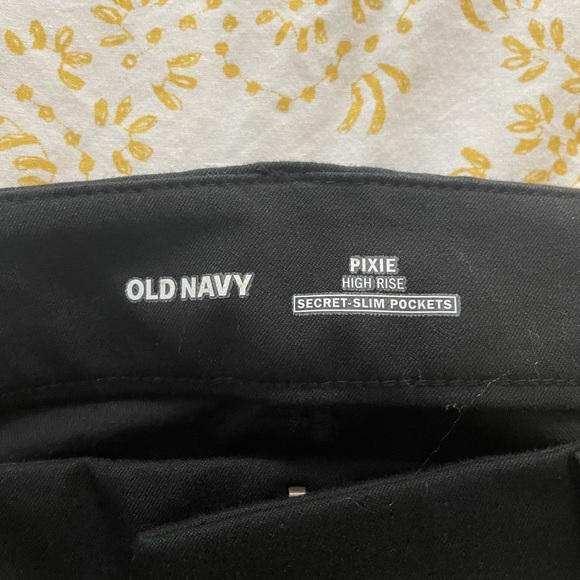 OLD NAVY
PIXIE
HIGH RISE
SECRET-SLIM POCKETS